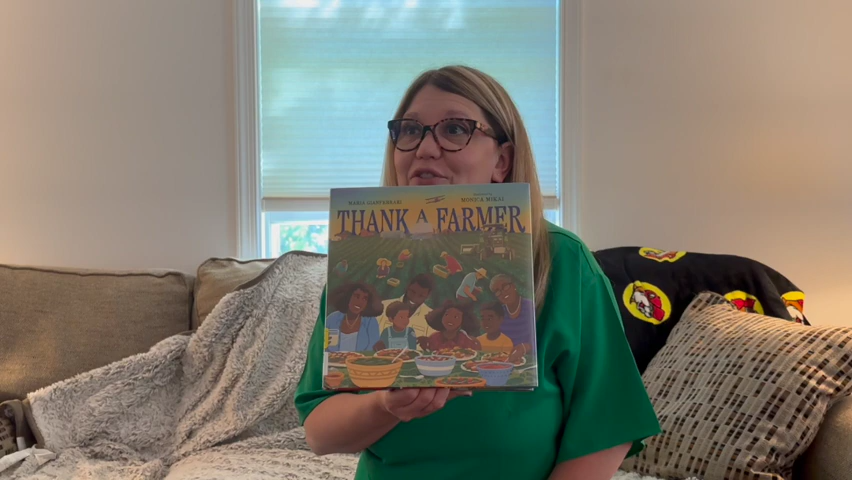 MARIA GIANFERRARI
MONICA MIKAI
THANK A FARMER